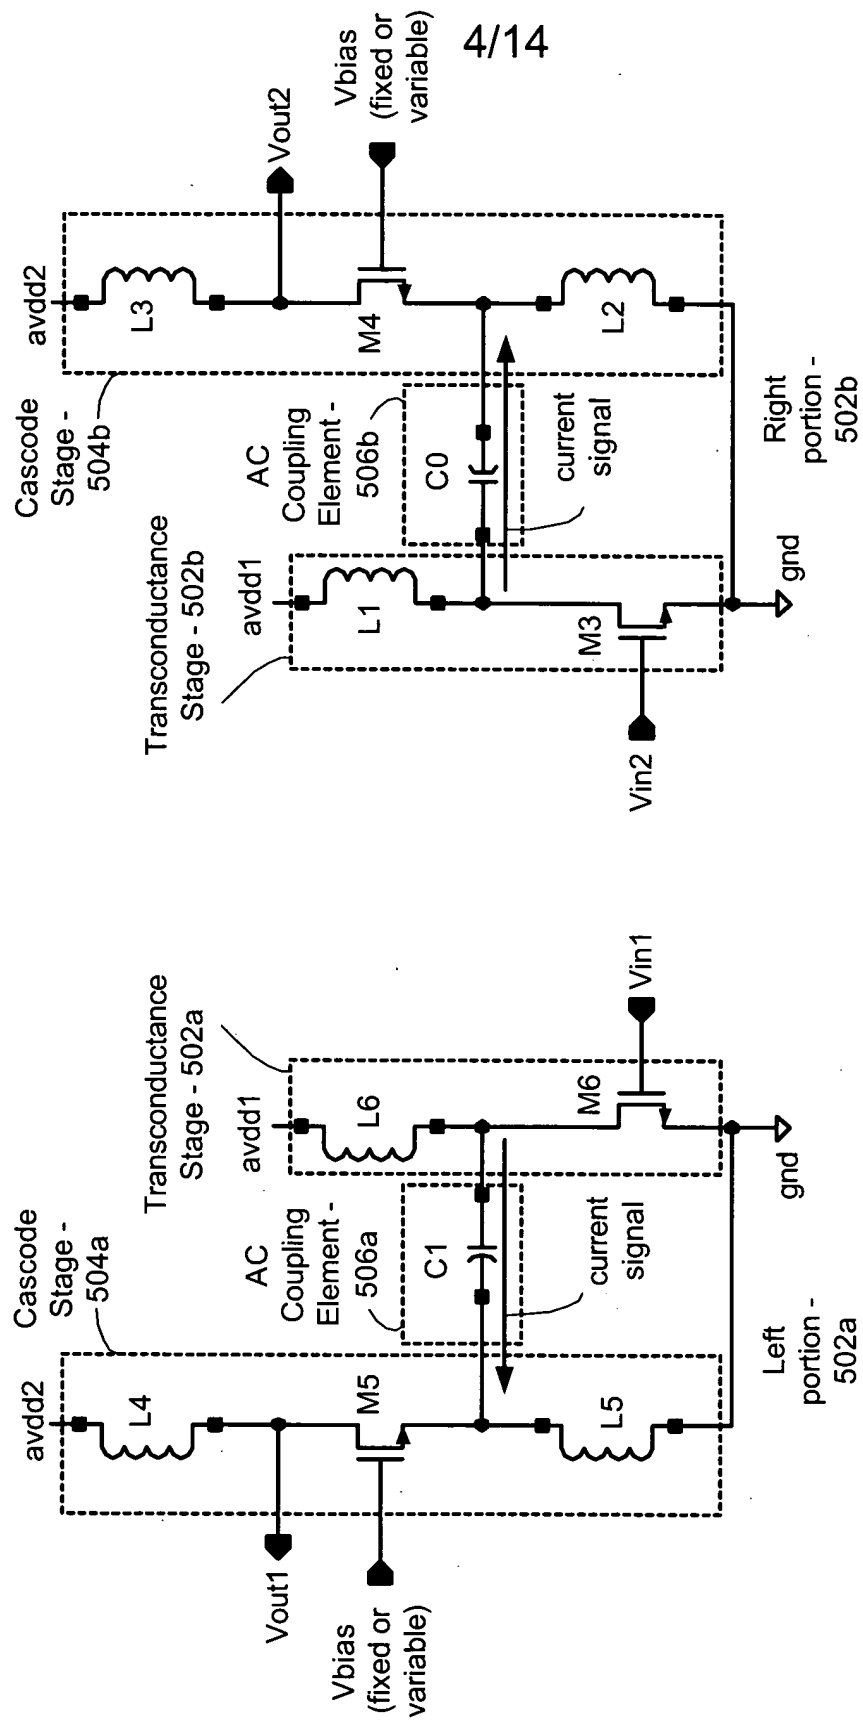 4/14
Cascode
Stage -
504a
avdd2
L4
Vout1
M5
Vbias
(fixed or
variable)
L5
AC
Coupling
Element -
506a
C1
current
signal
Transconductance
Stage - 502a
avdd1
L6
M6
Vin1
gnd
Left
portion -
502a
Transconductance
Stage - 502b
avdd1
L1
M3
Vin2
gnd
AC
Coupling
Element -
506b
C0
current
signal
Cascode
Stage -
504b
avdd2
L3
Vout2
M4
Vbias
(fixed or
variable)
L2
Right
portion -
502b